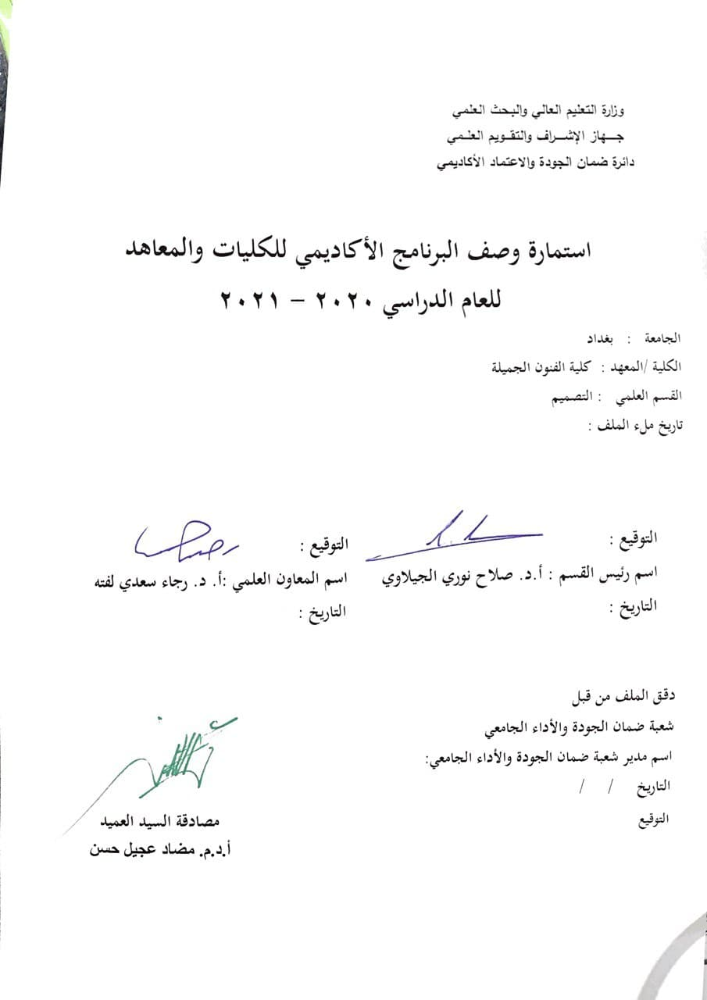 وزارة التعليم العالي والبحث العلمي
جـــهاز الإشـــراف والتقـويم العلـمي
دائرة ضمان الجودة والاعتماد الأكاديمي
استمارة وصف البرنامج الأكاديمي للكليات والمعاهد
للعام الدراسي ٢٠٢٠ – ٢٠٢١
الجامعة : بغداد
الكلية /المعهد : كلية الفنون الجميلة
القسم العلمي : التصميم
تاريخ ملء الملف :
التوقيع :
اسم رئيس القسم : أ.د. صلاح نوري الجيلاوي
التاريخ :
التوقيع :
اسم المعاون العلمي :أ. د. رجاء سعدي لفته
التاريخ :
دقق الملف من قبل
شعبة ضمان الجودة والأداء الجامعي
اسم مدير شعبة ضمان الجودة والأداء الجامعي:
التاريخ / /
التوقيع
مصادقة السيد العميد
أ.د.م. مضاد عجيل حسن